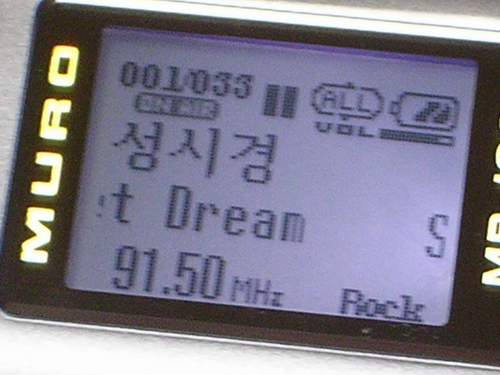 MURO
001/033
ON AIR
ALL
VOL
성시경
t Dream S
91.50 MHz Rock